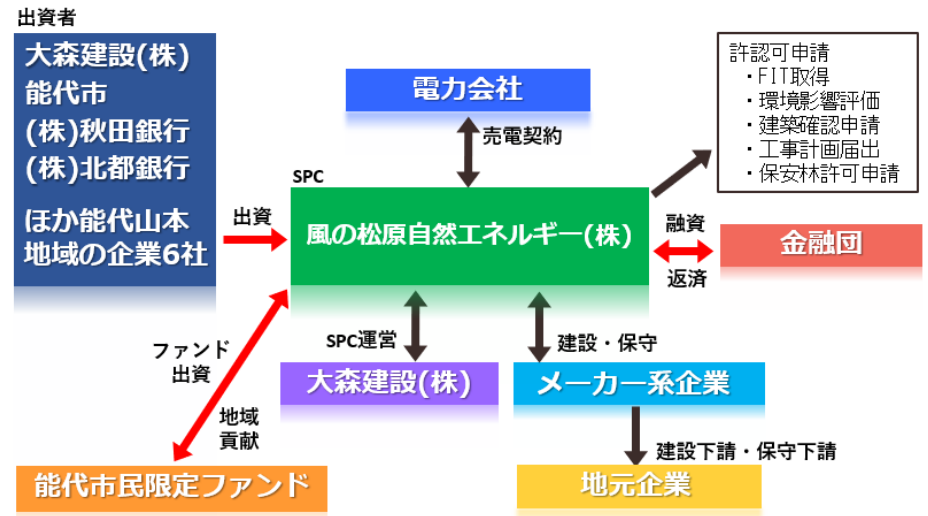 出資者
大森建設(株)
能代市
(株)秋田銀行
(株)北都銀行
ほか能代山本
地域の企業6社
電力会社
売電契約
許認可申請
・FIT取得
・環境影響評価
・建築確認申請
・工事計画届出
・保安林許可申請
SPC
出資
風の松原自然エネルギー(株)
融資
返済
金融団
ファンド
出資
地域
貢献
SPC運営
建設・保守
大森建設(株)
メーカー系企業
建設下請・保守下請
能代市民限定ファンド
地元企業